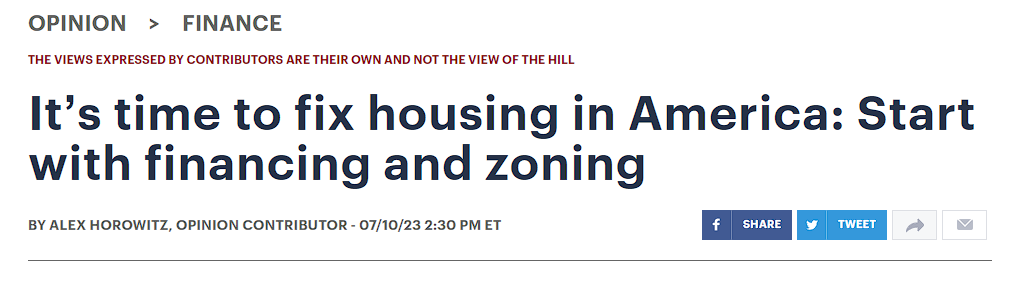 OPINION > FINANCE
THE VIEWS EXPRESSED BY CONTRIBUTORS ARE THEIR OWN AND NOT THE VIEW OF THE HILL
It’s time to fix housing in America: Start
with financing and zoning
BY ALEX HOROWITZ, OPINION CONTRIBUTOR - 07/10/23 2:30 PM ET
SHARE TWEET